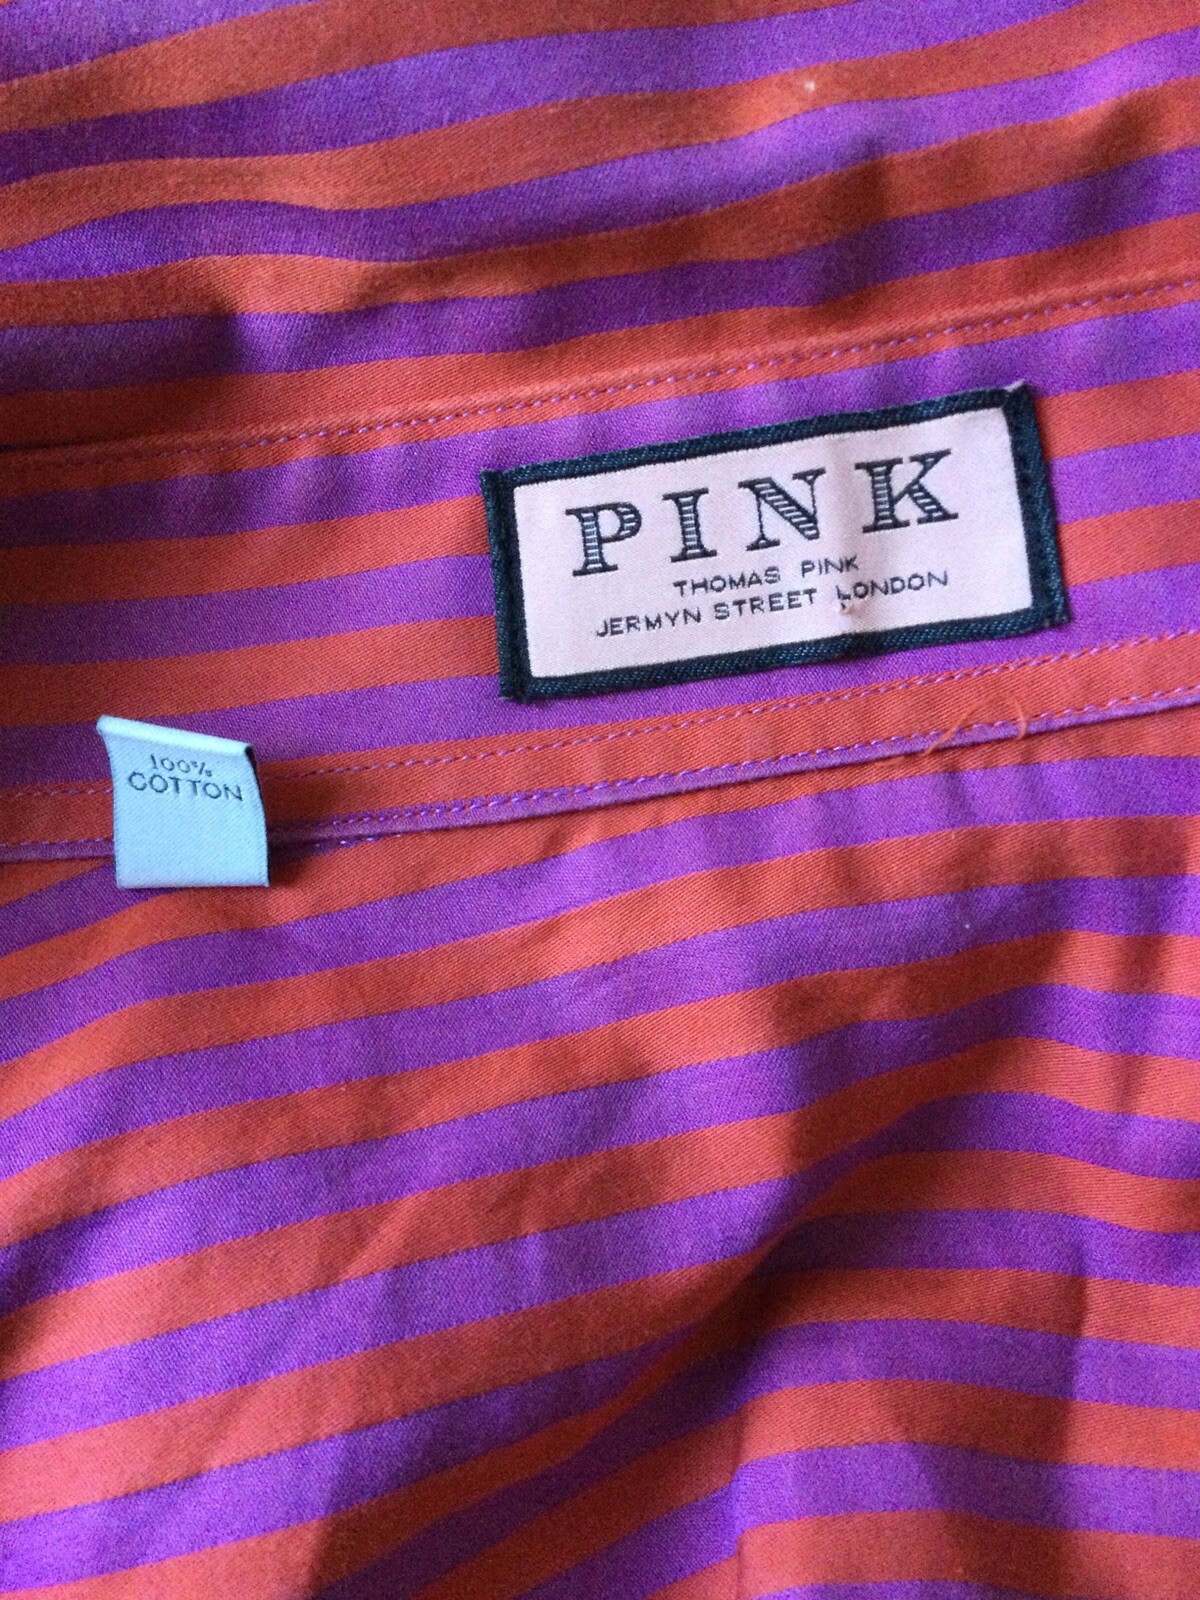 PINK
THOMAS PINK
JERMYN STREET LONDON
100%
COTTON